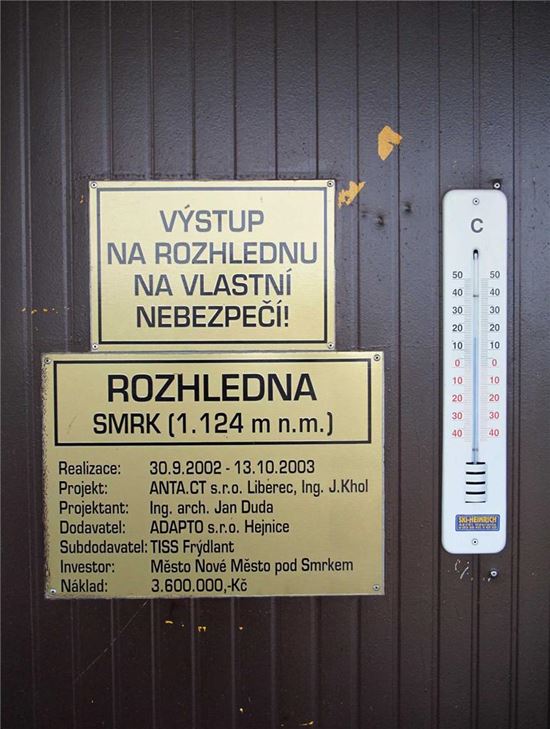 VÝSTUP
NA ROZHLEDNU
NA VLASTNÍ
NEBEZPEČÍ!
ROZHLEDNA
SMRK (1.124 m n.m.)
Realizace: 30.9.2002 - 13.10.2003
Projekt: ANTA.CT s.r.o. Liberec, Ing. J.Khol
Projektant: Ing. arch. Jan Duda
Dodavatel: ADAPTO s.r.o. Hejnice
Subdodavatel: TISS Frýdlant
Investor: Město Nové Město pod Smrkem
Náklad: 3.600.000,-Kč
C
50 50
40 40
30 30
20 20
10 10
0 0
10 10
20 20
30 30
40 40
SKI-HEINRICH